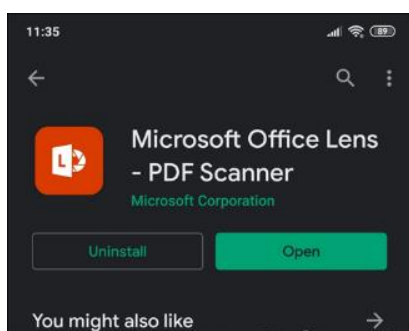 11:35
89
Microsoft Office Lens
- PDF Scanner
Microsoft Corporation
L
Uninstall
Open
You might also like